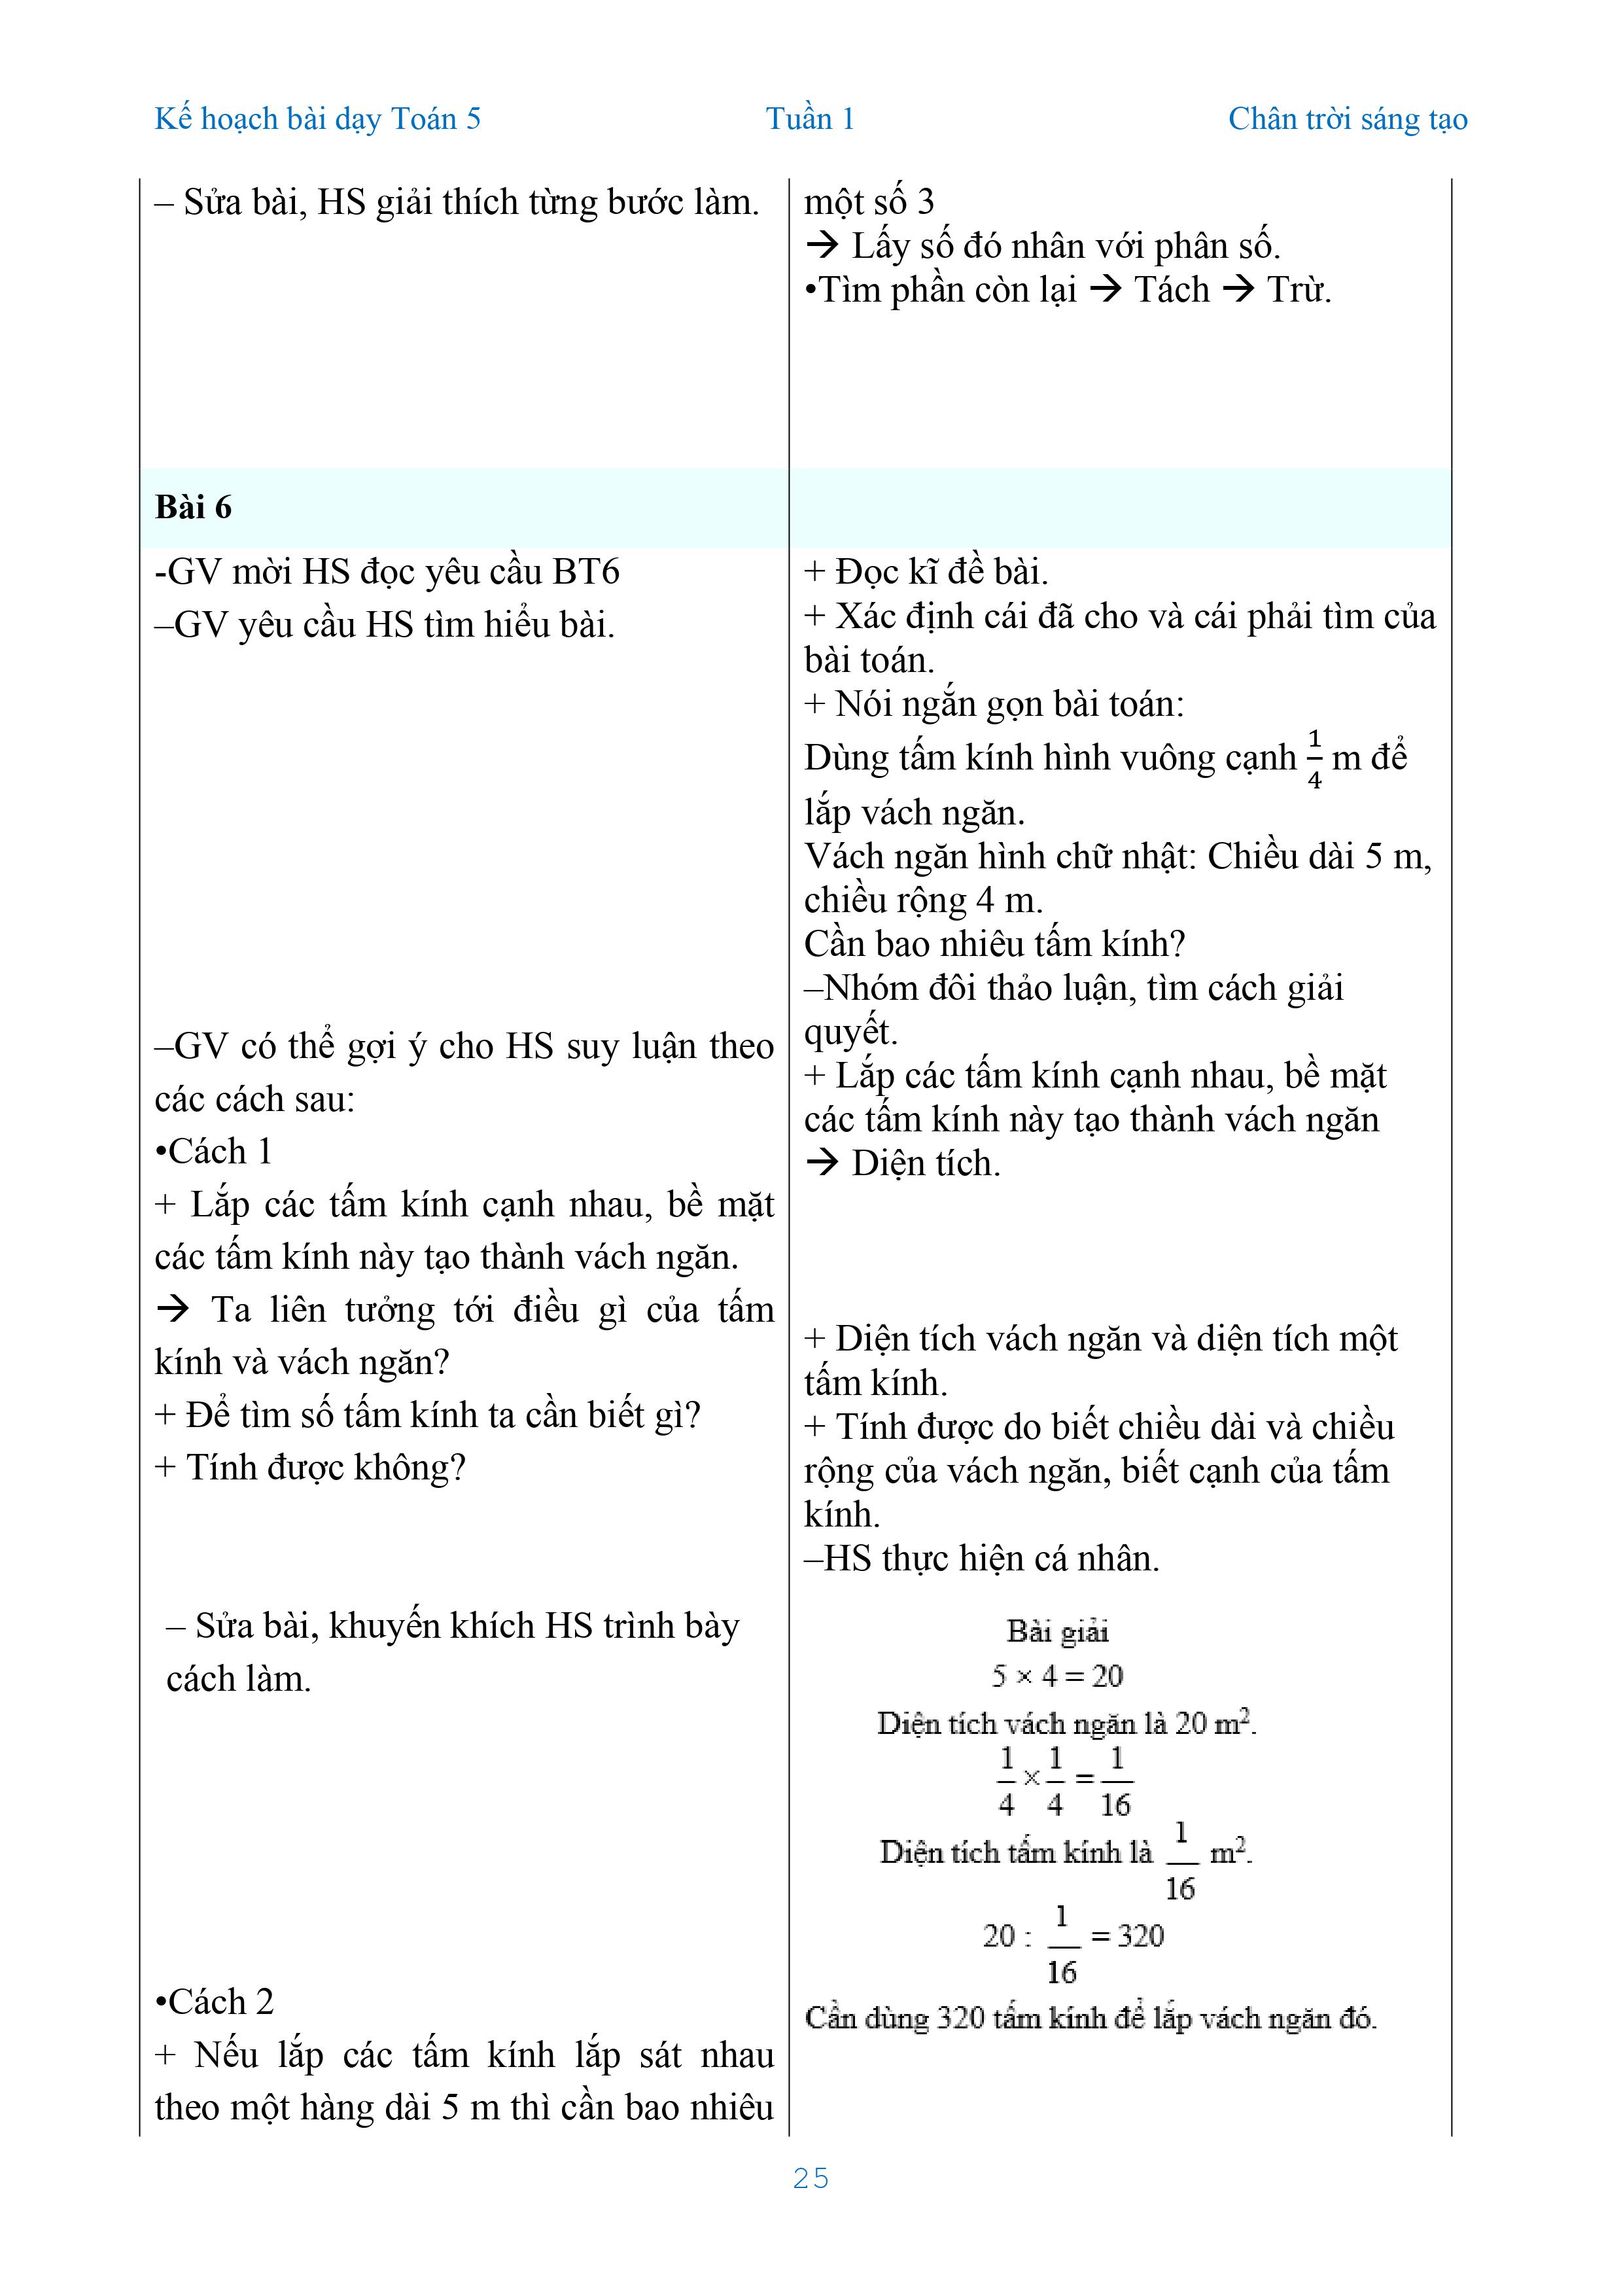 Kế hoạch bài dạy Toán 5 Tuần 1 Chân trời sáng tạo
– Sửa bài, HS giải thích từng bước làm.
một số 3
→ Lấy số đó nhân với phân số.
•Tìm phần còn lại → Tách → Trừ.
Bài 6
-GV mời HS đọc yêu cầu BT6
–GV yêu cầu HS tìm hiểu bài.
–GV có thể gợi ý cho HS suy luận theo
các cách sau:
•Cách 1
+ Lắp các tấm kính cạnh nhau, bề mặt
các tấm kính này tạo thành vách ngăn.
→ Ta liên tưởng tới điều gì của tấm
kính và vách ngăn?
+ Để tìm số tấm kính ta cần biết gì?
+ Tính được không?
– Sửa bài, khuyến khích HS trình bày
cách làm.
•Cách 2
+ Nếu lắp các tấm kính lắp sát nhau
theo một hàng dài 5 m thì cần bao nhiêu
+ Đọc kĩ đề bài.
+ Xác định cái đã cho và cái phải tìm của
bài toán.
+ Nói ngắn gọn bài toán:
Dùng tấm kính hình vuông cạnh 1/4 m để
lắp vách ngăn.
Vách ngăn hình chữ nhật: Chiều dài 5 m,
chiều rộng 4 m.
Cần bao nhiêu tấm kính?
–Nhóm đôi thảo luận, tìm cách giải
quyết.
+ Lắp các tấm kính cạnh nhau, bề mặt
các tấm kính này tạo thành vách ngăn
→ Diện tích.
+ Diện tích vách ngăn và diện tích một
tấm kính.
+ Tính được do biết chiều dài và chiều
rộng của vách ngăn, biết cạnh của tấm
kính.
–HS thực hiện cá nhân.
Bài giải
5 × 4 = 20
Diện tích vách ngăn là 20 m².
1/4 × 1/4 = 1/16
Diện tích tấm kính là 1/16 m².
20 : 1/16 = 320
Cần dùng 320 tấm kính để lắp vách ngăn đó.
25